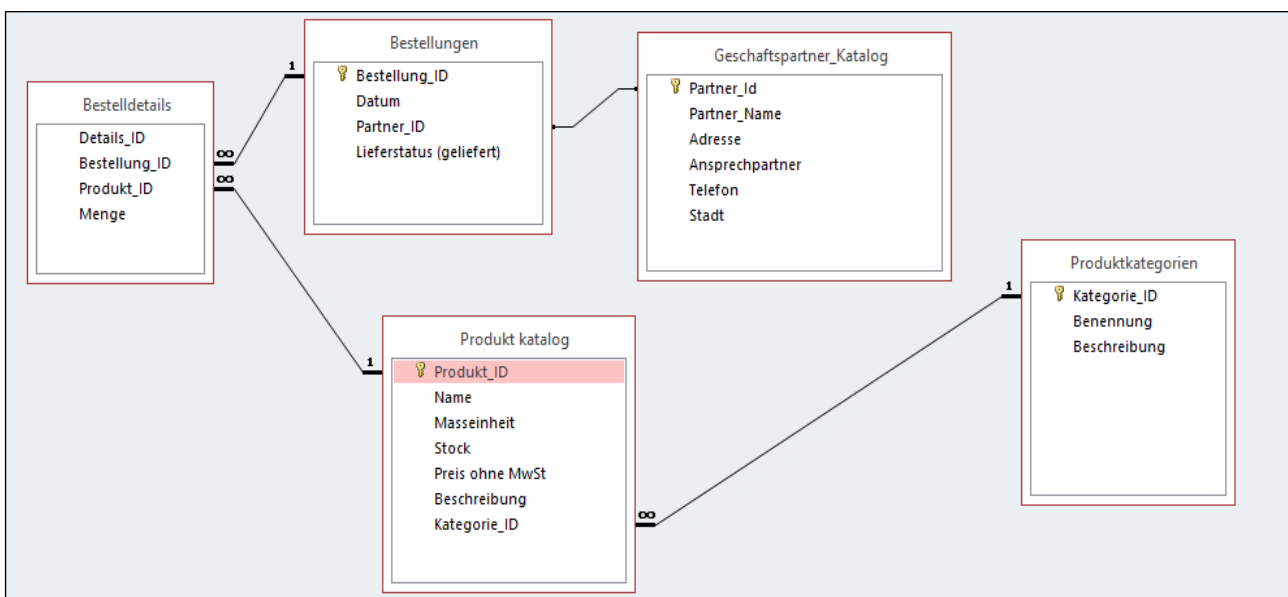 Bestelldetails
Details_ID
Bestellung_ID
Produkt_ID
Menge
∞
∞
1
Bestellungen
Bestellung_ID
Datum
Partner_ID
Lieferstatus (geliefert)
Geschaftspartner_Katalog
Partner_Id
Partner_Name
Adresse
Ansprechpartner
Telefon
Stadt
1
Produkt katalog
Produkt_ID
Name
Masseinheit
Stock
Preis ohne MwSt
Beschreibung
Kategorie_ID
∞
1
Produktkategorien
Kategorie_ID
Benennung
Beschreibung